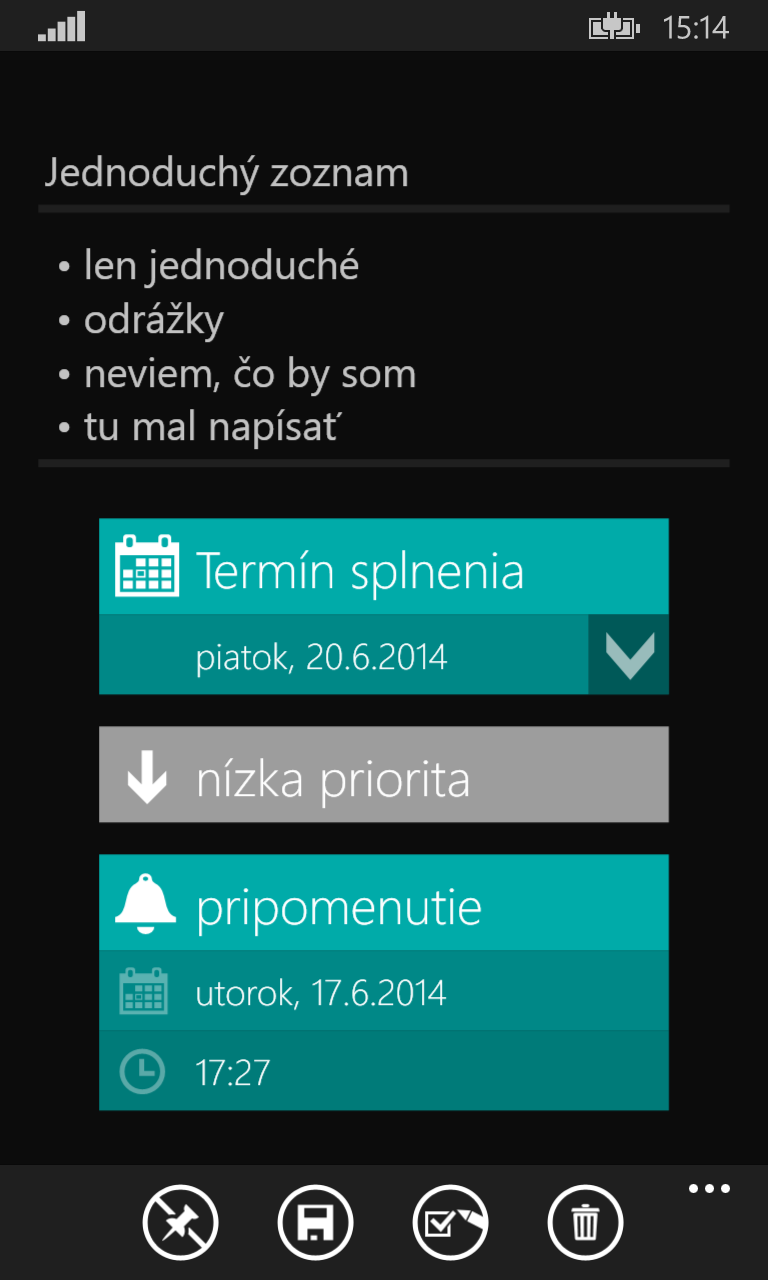 15:14
Jednoduchý zoznam
• len jednoduché
• odrážky
• neviem, čo by som
• tu mal napísať
Termín splnenia
piatok, 20.6.2014
nízka priorita
pripomenutie
utorok, 17.6.2014
17:27